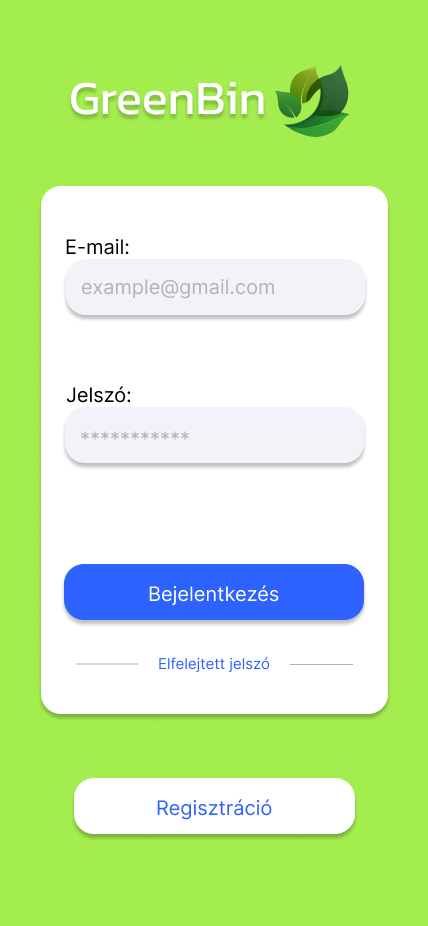 GreenBin
E-mail:
example@gmail.com
Jelszó:
***********
Bejelentkezés
Elfelejtett jelszó
Regisztráció